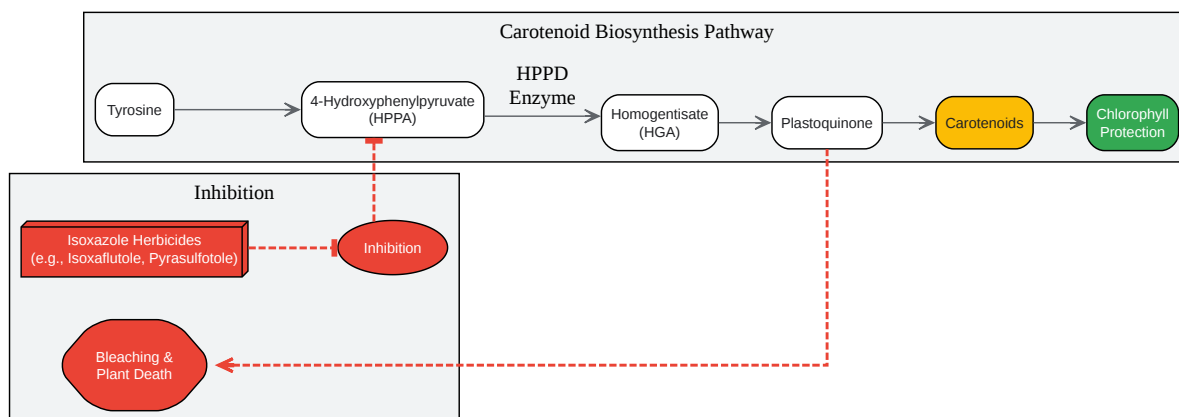 Carotenoid Biosynthesis Pathway
HPPD
Enzyme
Tyrosine
4-Hydroxyphenylpyruvate
(HPPA)
Homogentisate
(HGA)
Plastoquinone
Carotenoids
Chlorophyll
Protection
Inhibition
Isoxazole Herbicides
(e.g., Isoxaflutole, Pyrasulfotole)
Inhibition
Bleaching &
Plant Death